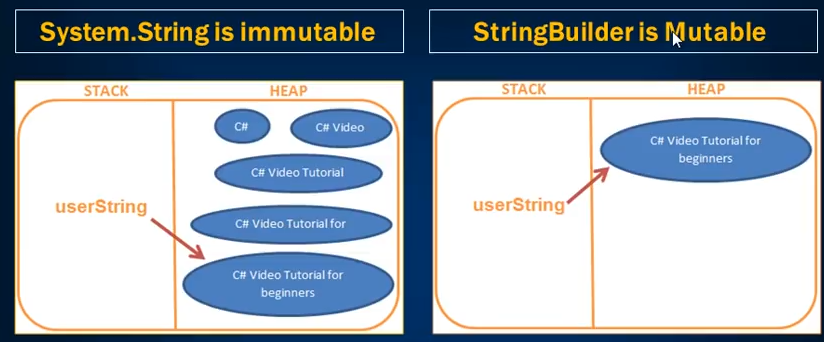 System.String is immutable
STACK
HEAP
C#
C# Video
C# Video Tutorial
userString
C# Video Tutorial for
C# Video Tutorial for
beginners
StringBuilder is Mutable
STACK
HEAP
C# Video Tutorial for
beginners
userString